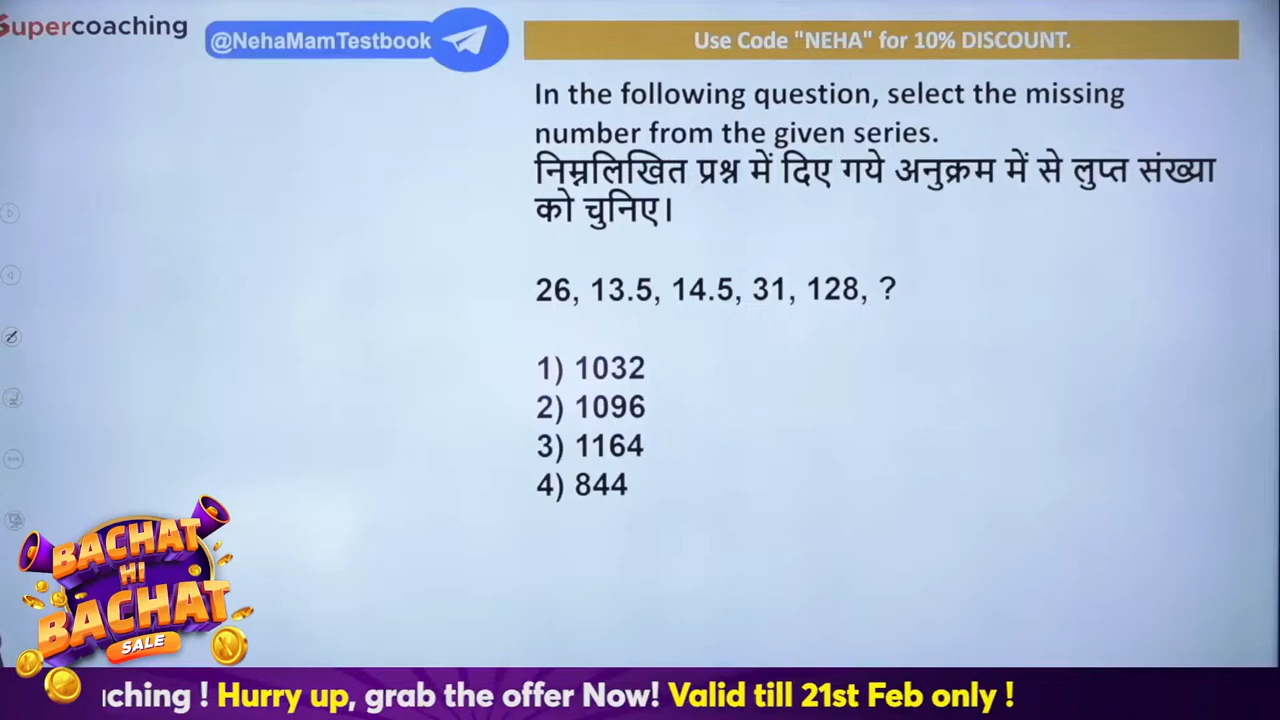 Supercoaching
@NehaMamTestbook
Use Code "NEHA" for 10% DISCOUNT.
In the following question, select the missing
number from the given series.
निम्नलिखित प्रश्न में दिए गये अनुक्रम में से लुप्त संख्या
को चुनिए।
26, 13.5, 14.5, 31, 128, ?
1) 1032
2) 1096
3) 1164
4) 844
BACHAT
HI
BACHAT
SALE
ching ! Hurry up, grab the offer Now! Valid till 21st Feb only !